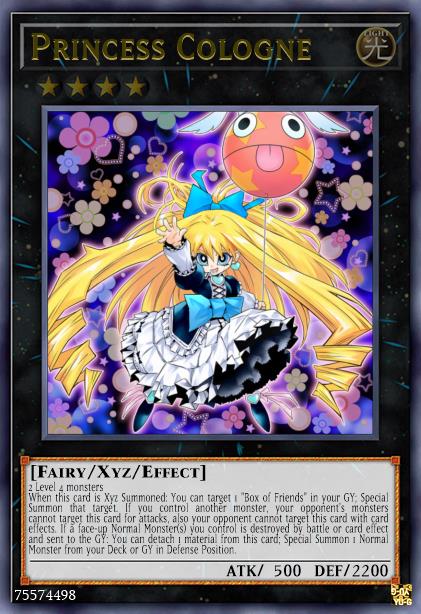 Princess Cologne
LIGHT
光
[Fairy/Xyz/Effect]
2 Level 4 monsters
When this card is Xyz Summoned: You can target 1 "Box of Friends" in your GY; Special
Summon that target. If you control another monster, your opponent's monsters
cannot target this card for attacks, also your opponent cannot target this card with card
effects. If a face-up Normal Monster(s) you control is destroyed by battle or card effect
and sent to the GY: You can detach 1 material from this card; Special Summon 1 Normal
Monster from your Deck or GY in Defense Position.
ATK/ 500 DEF/2200
75574498